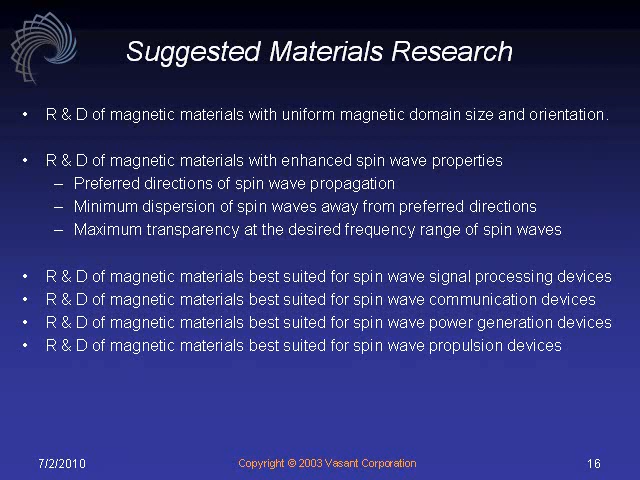 Suggested Materials Research
• R & D of magnetic materials with uniform magnetic domain size and orientation.
• R & D of magnetic materials with enhanced spin wave properties
– Preferred directions of spin wave propagation
– Minimum dispersion of spin waves away from preferred directions
– Maximum transparency at the desired frequency range of spin waves
• R & D of magnetic materials best suited for spin wave signal processing devices
• R & D of magnetic materials best suited for spin wave communication devices
• R & D of magnetic materials best suited for spin wave power generation devices
• R & D of magnetic materials best suited for spin wave propulsion devices
7/2/2010
Copyright © 2003 Vasant Corporation
16